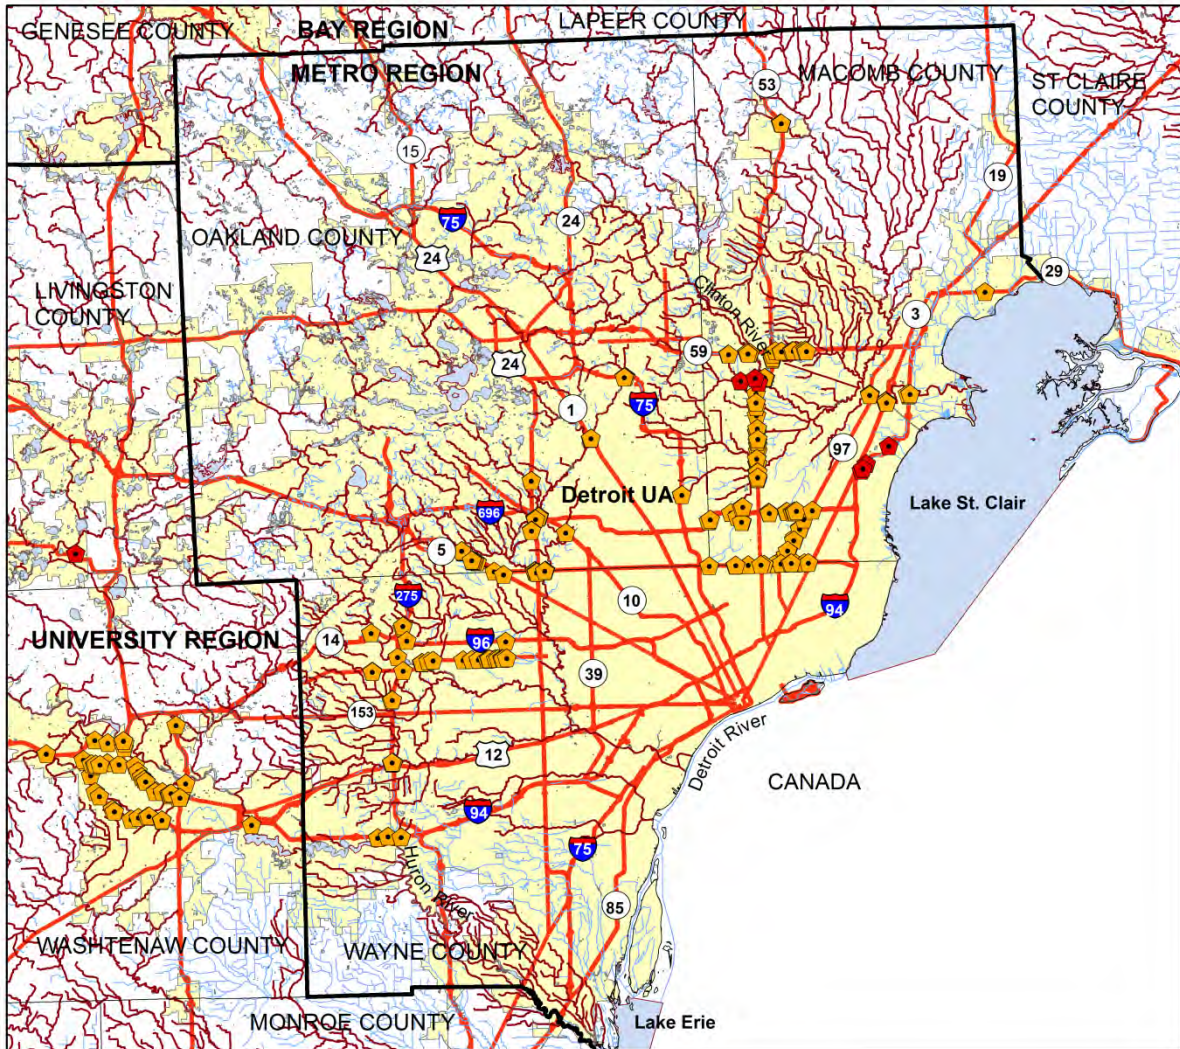 GENESEE COUNTY
BAY REGION
LAPEER COUNTY
METRO REGION
MACOMB COUNTY
53
ST CLAIRE
COUNTY
15
19
75
24
OAKLAND COUNTY
24
29
LIVINGSTON
COUNTY
Clinton River
3
59
24
75
1
97
Detroit UA
Lake St. Clair
696
5
275
10
94
UNIVERSITY REGION
14
96
39
153
12
Detroit River
CANADA
94
75
Huron River
85
WASHTENAW COUNTY
WAYNE COUNTY
MONROE COUNTY
Lake Erie